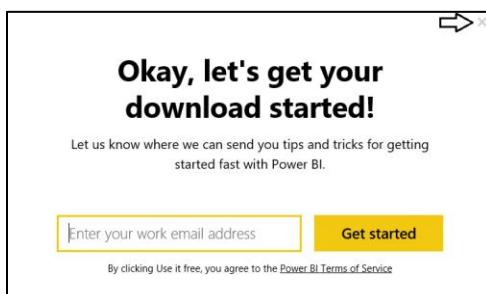 Okay, let's get your
download started!
Let us know where we can send you tips and tricks for getting
started fast with Power BI.
Enter your work email address
Get started
By clicking Use it free, you agree to the Power BI Terms of Service